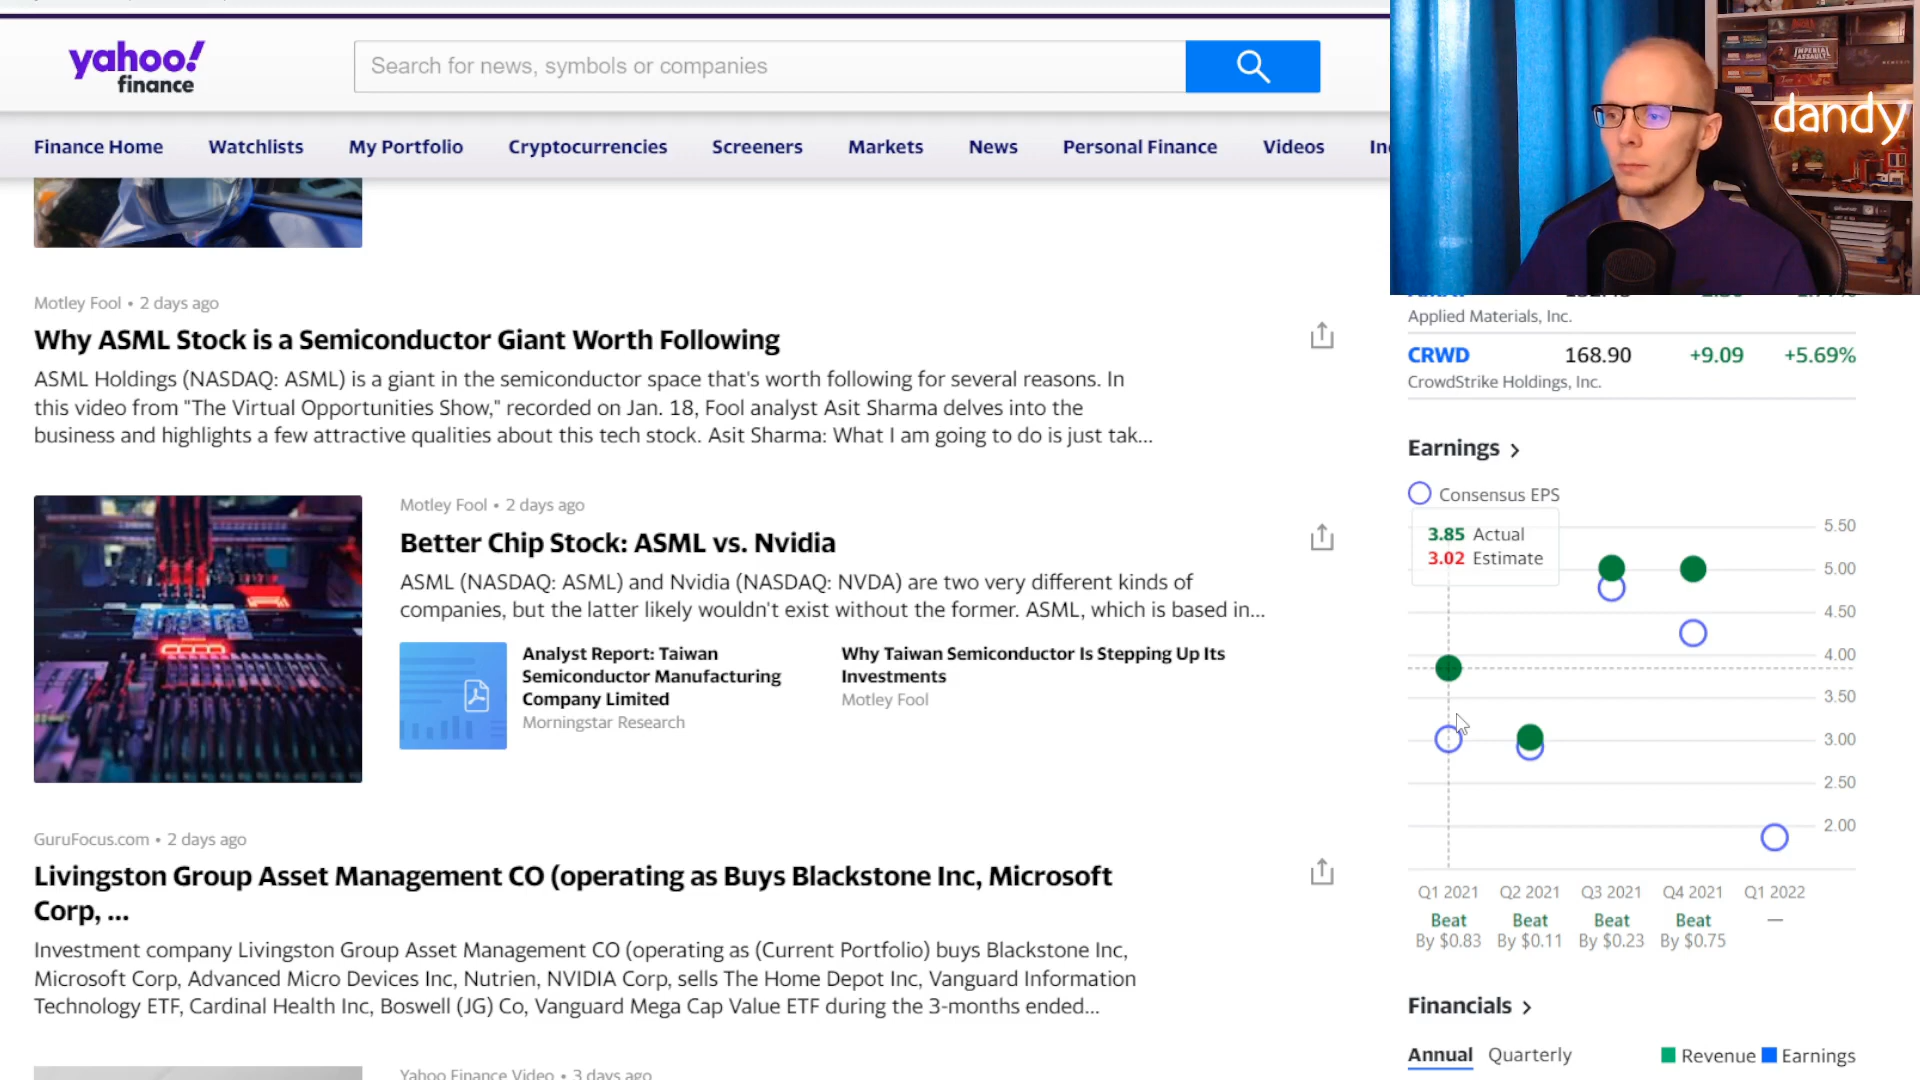 yahoo!
finance
Search for news, symbols or companies
Finance Home
Watchlists
My Portfolio
Cryptocurrencies
Screeners
Markets
News
Personal Finance
Videos
dandy
Motley Fool • 2 days ago
Why ASML Stock is a Semiconductor Giant Worth Following
ASML Holdings (NASDAQ: ASML) is a giant in the semiconductor space that's worth following for several reasons. In
this video from "The Virtual Opportunities Show," recorded on Jan. 18, Fool analyst Asit Sharma delves into the
business and highlights a few attractive qualities about this tech stock. Asit Sharma: What I am going to do is just tak...
Motley Fool • 2 days ago
Better Chip Stock: ASML vs. Nvidia
ASML (NASDAQ: ASML) and Nvidia (NASDAQ: NVDA) are two very different kinds of
companies, but the latter likely wouldn't exist without the former. ASML, which is based in...
Analyst Report: Taiwan
Semiconductor Manufacturing
Company Limited
Morningstar Research
Why Taiwan Semiconductor Is Stepping Up Its
Investments
Motley Fool
GuruFocus.com • 2 days ago
Livingston Group Asset Management CO (operating as Buys Blackstone Inc, Microsoft
Corp, ...
Investment company Livingston Group Asset Management CO (operating as (Current Portfolio) buys Blackstone Inc,
Microsoft Corp, Advanced Micro Devices Inc, Nutrien, NVIDIA Corp, sells The Home Depot Inc, Vanguard Information
Technology ETF, Cardinal Health Inc, Boswell (JG) Co, Vanguard Mega Cap Value ETF during the 3-months ended...
Yahoo Finance Video • 3 days ago
Applied Materials, Inc.
CRWD 168.90 +9.09 +5.69%
CrowdStrike Holdings, Inc.
Earnings >
Consensus EPS
3.85 Actual
3.02 Estimate
5.50
5.00
4.50
4.00
3.50
3.00
2.50
2.00
Q1 2021 Q2 2021 Q3 2021 Q4 2021 Q1 2022
Beat Beat Beat Beat —
By $0.83 By $0.11 By $0.23 By $0.75
Financials >
Annual Quarterly Revenue Earnings